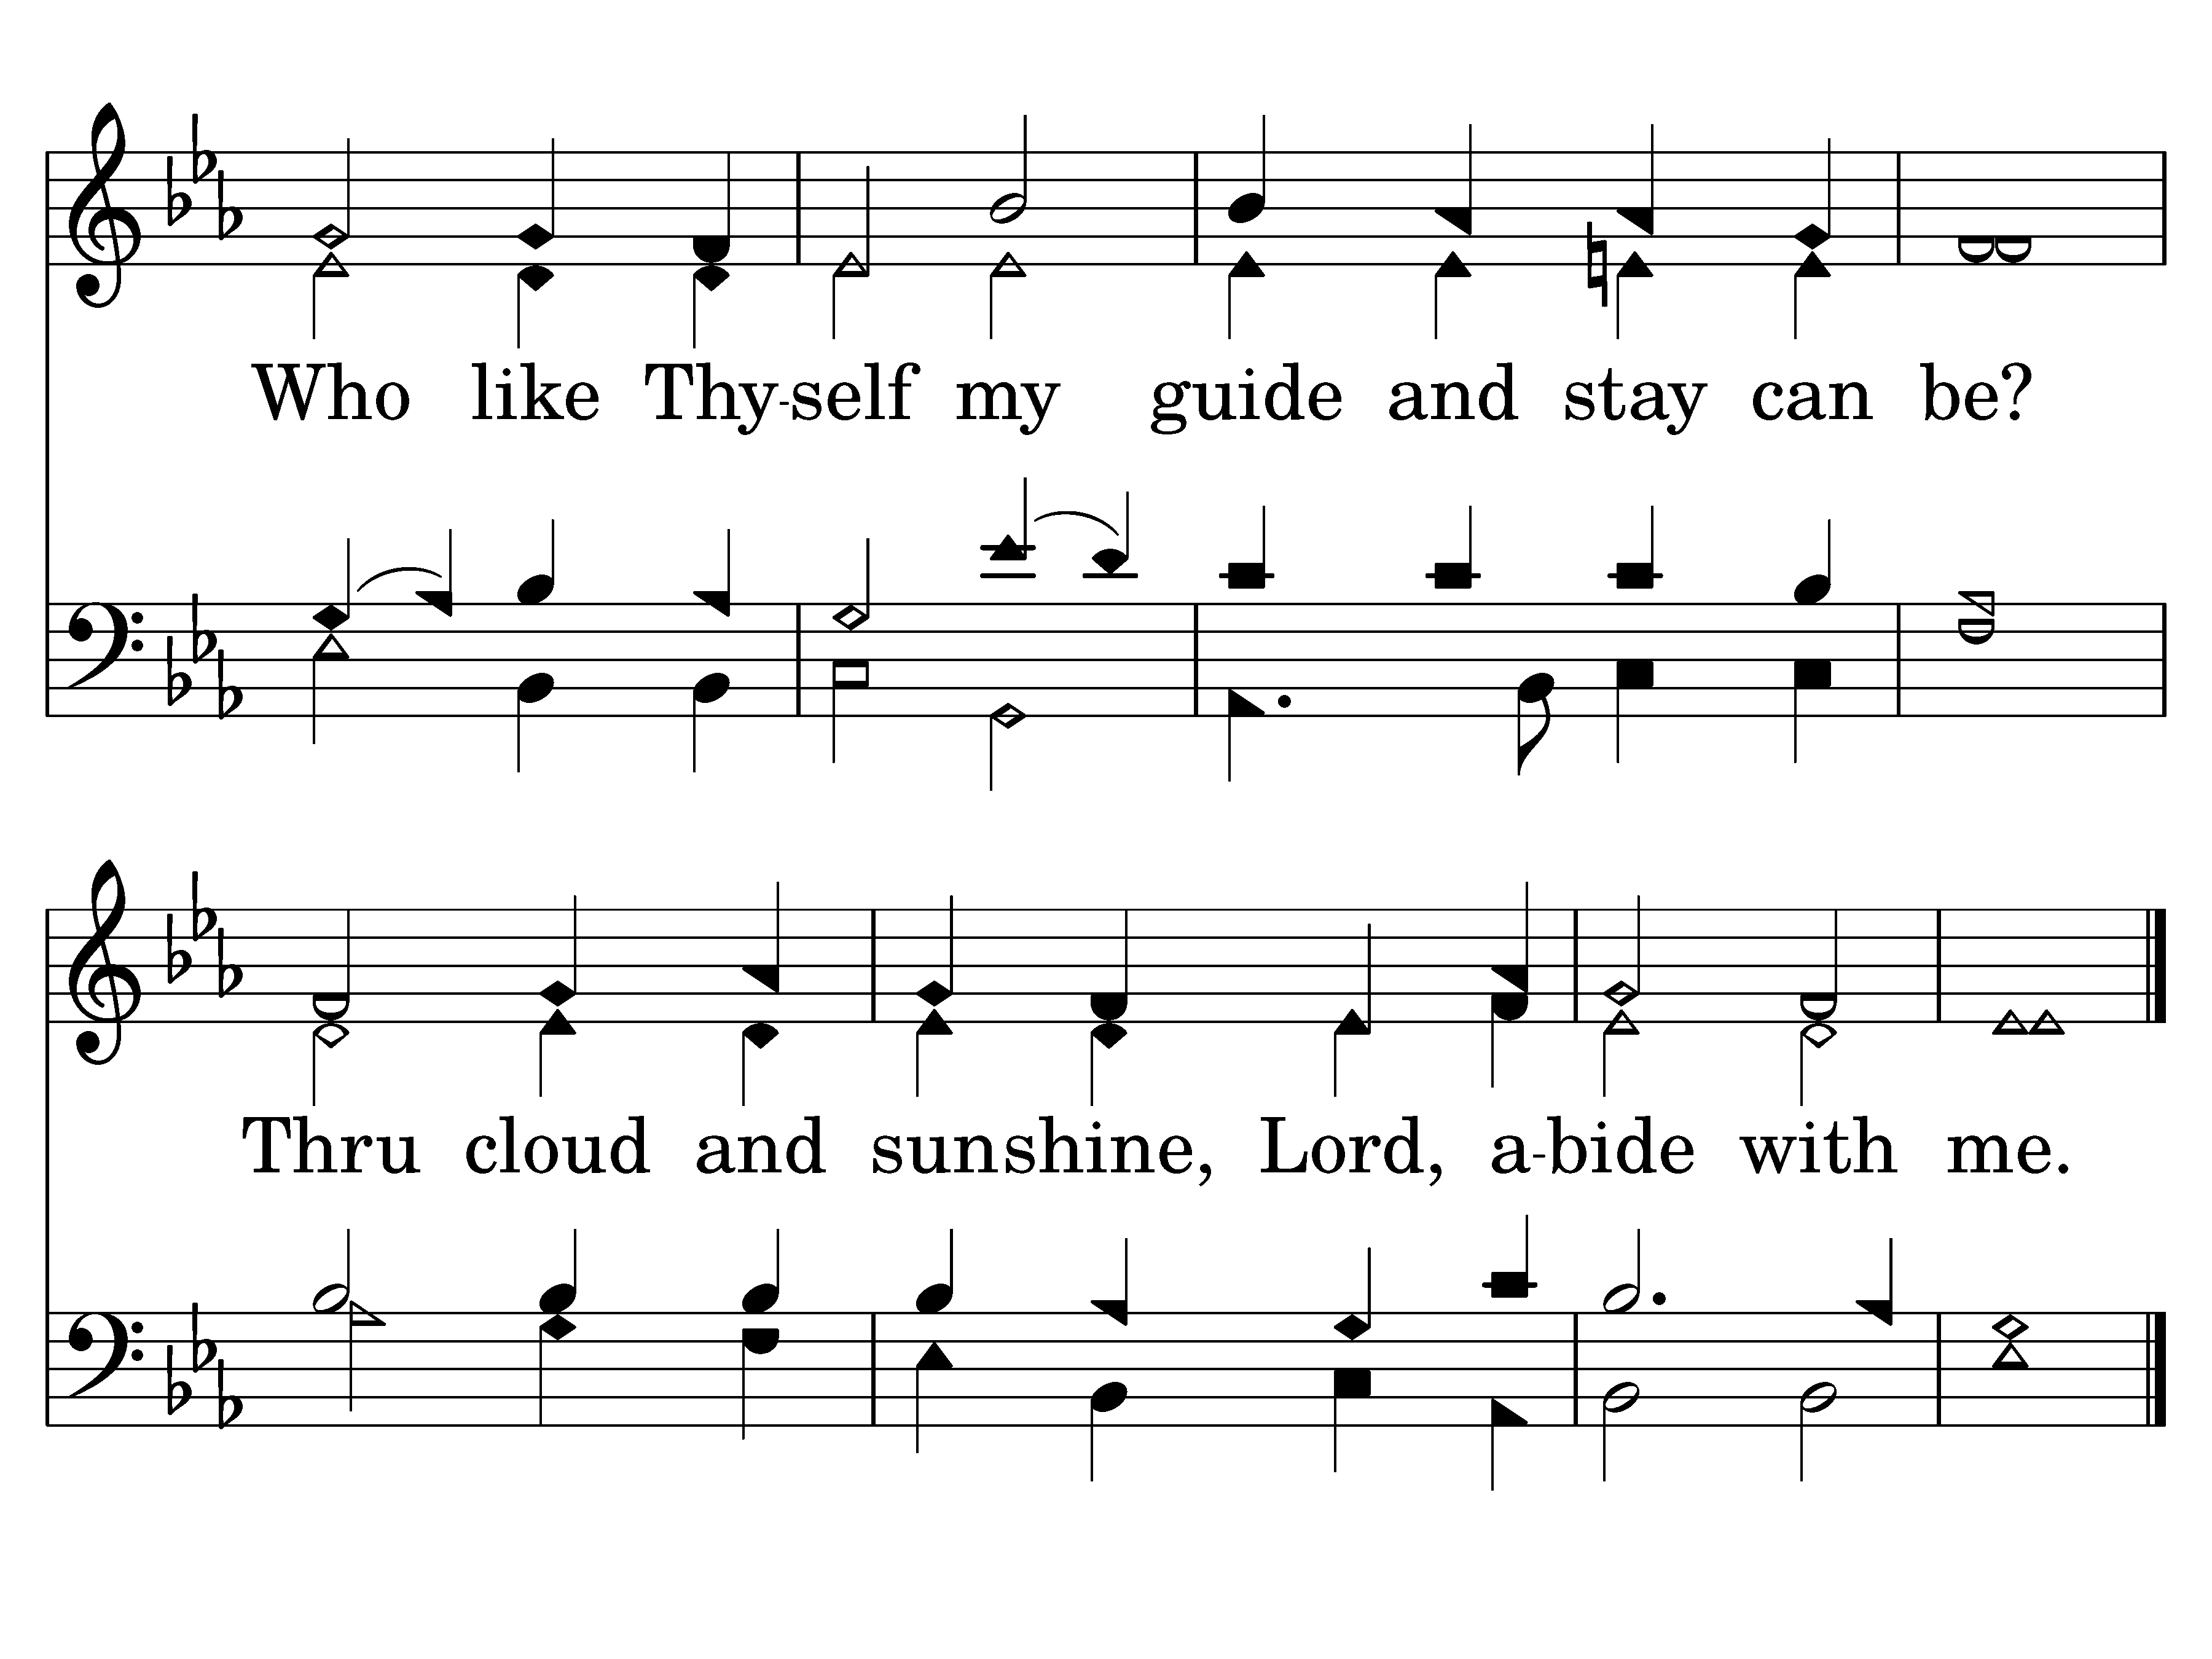 Who like Thy-self my guide and stay can be?
Thru cloud and sunshine, Lord, a-bide with me.